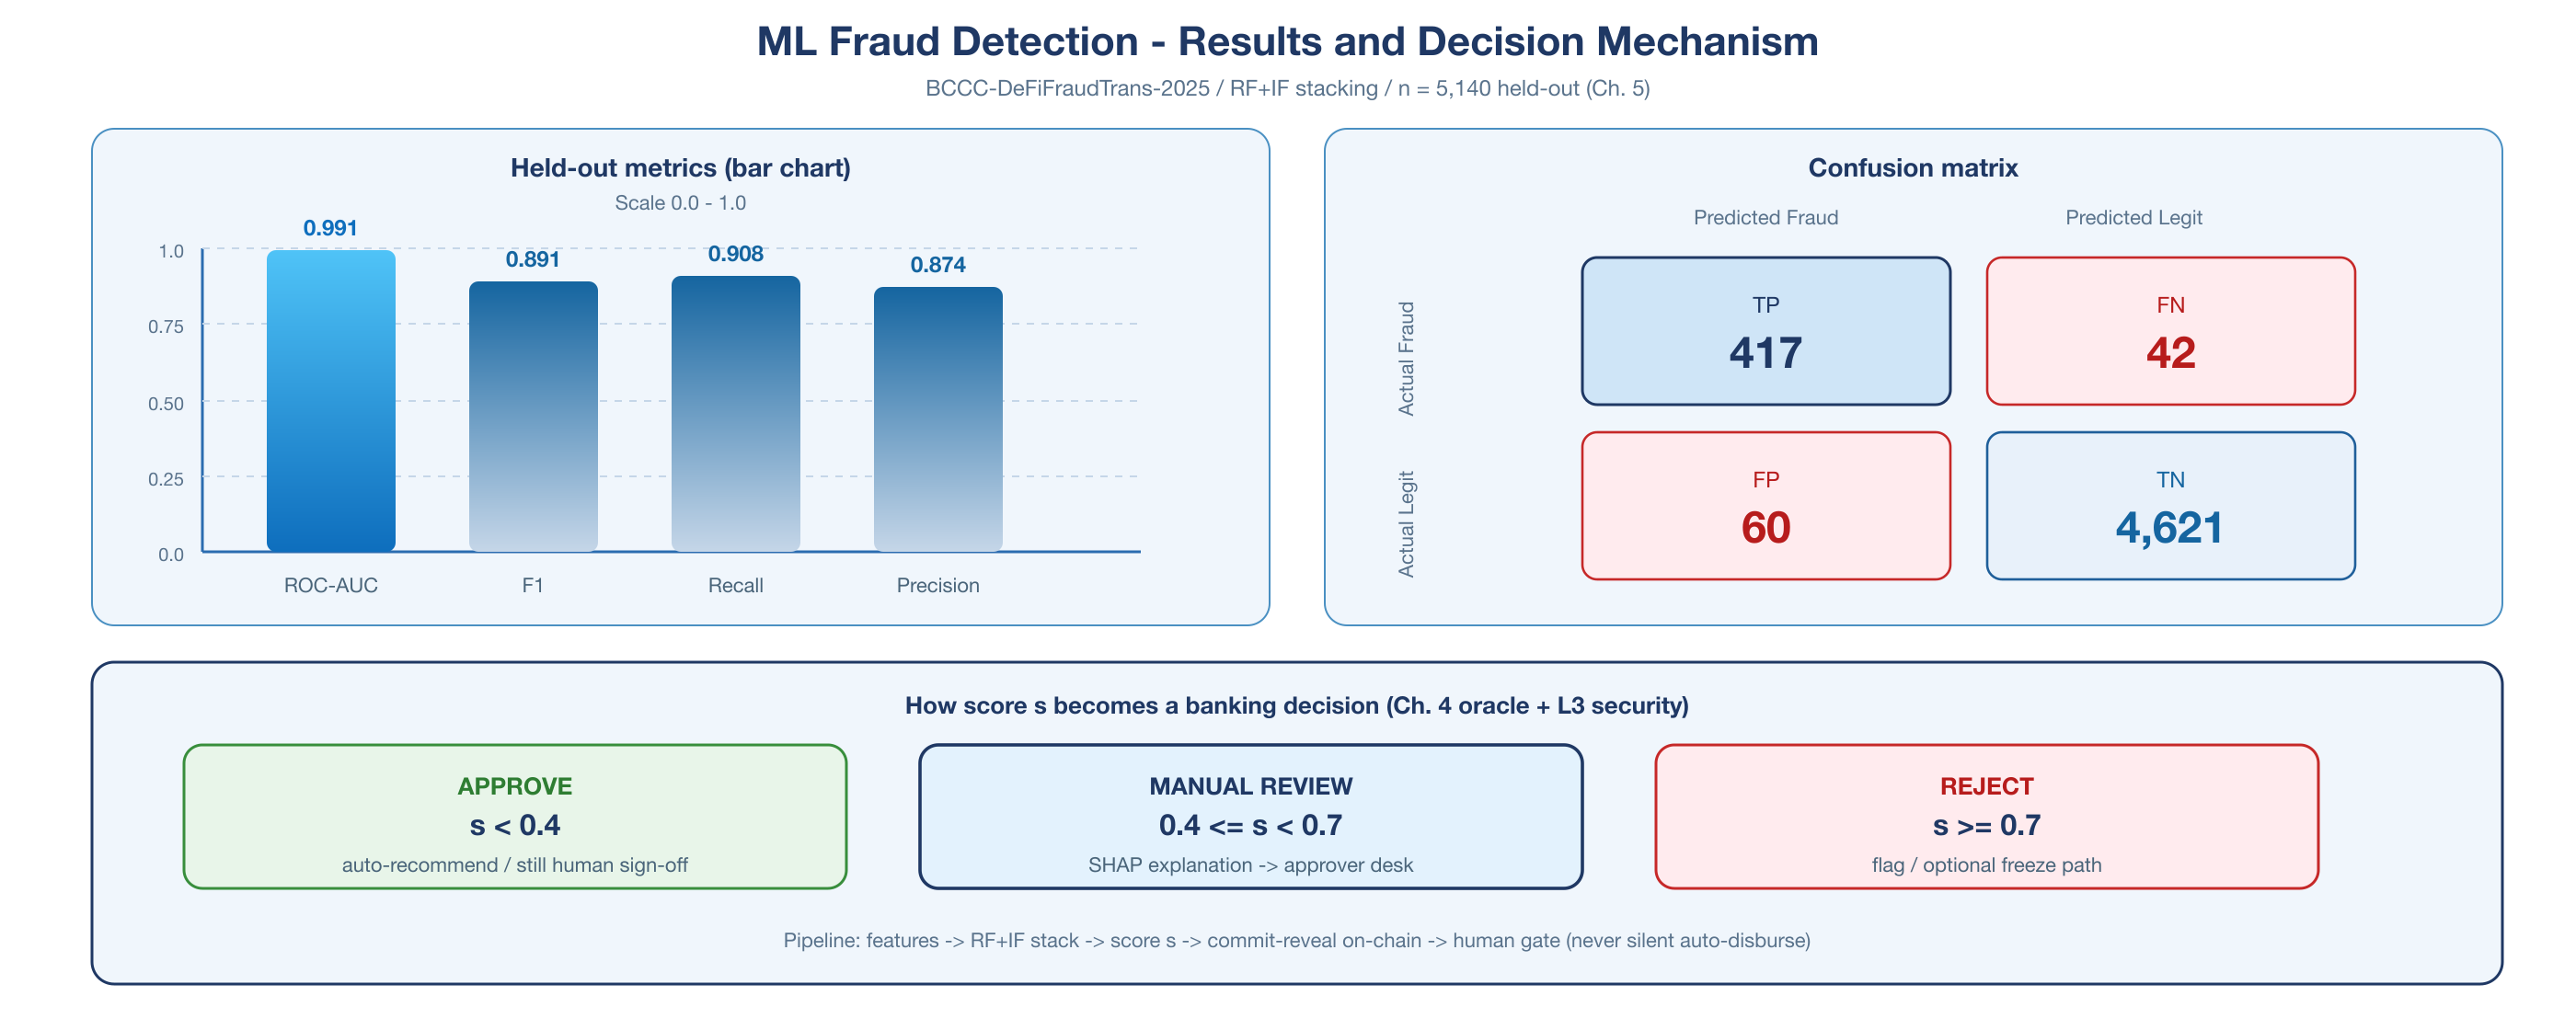 ML Fraud Detection - Results and Decision Mechanism
BCCC-DeFiFraudTrans-2025 / RF+IF stacking / n = 5,140 held-out (Ch. 5)
Held-out metrics (bar chart)
Scale 0.0 - 1.0
0.991
0.891
0.908
0.874
1.0
0.75
0.50
0.25
0.0
ROC-AUC
F1
Recall
Precision
Confusion matrix
Predicted Fraud
Predicted Legit
Actual Fraud
TP
417
FN
42
Actual Legit
FP
60
TN
4,621
How score s becomes a banking decision (Ch. 4 oracle + L3 security)
APPROVE
s < 0.4
auto-recommend / still human sign-off
MANUAL REVIEW
0.4 <= s < 0.7
SHAP explanation -> approver desk
REJECT
s >= 0.7
flag / optional freeze path
Pipeline: features -> RF+IF stack -> score s -> commit-reveal on-chain -> human gate (never silent auto-disburse)